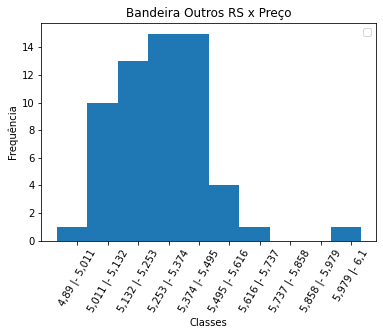 Bandeira Outros RS x Preço
Frequência
14
12
10
8
6
4
2
0
4,89 |- 5,011
5,011 |- 5,132
5,132 |- 5,253
5,253 |- 5,374
5,374 |- 5,495
5,495 |- 5,616
5,616 |- 5,737
5,737 |- 5,858
5,858 |- 5,979
5,979 |- 6,1
Classes